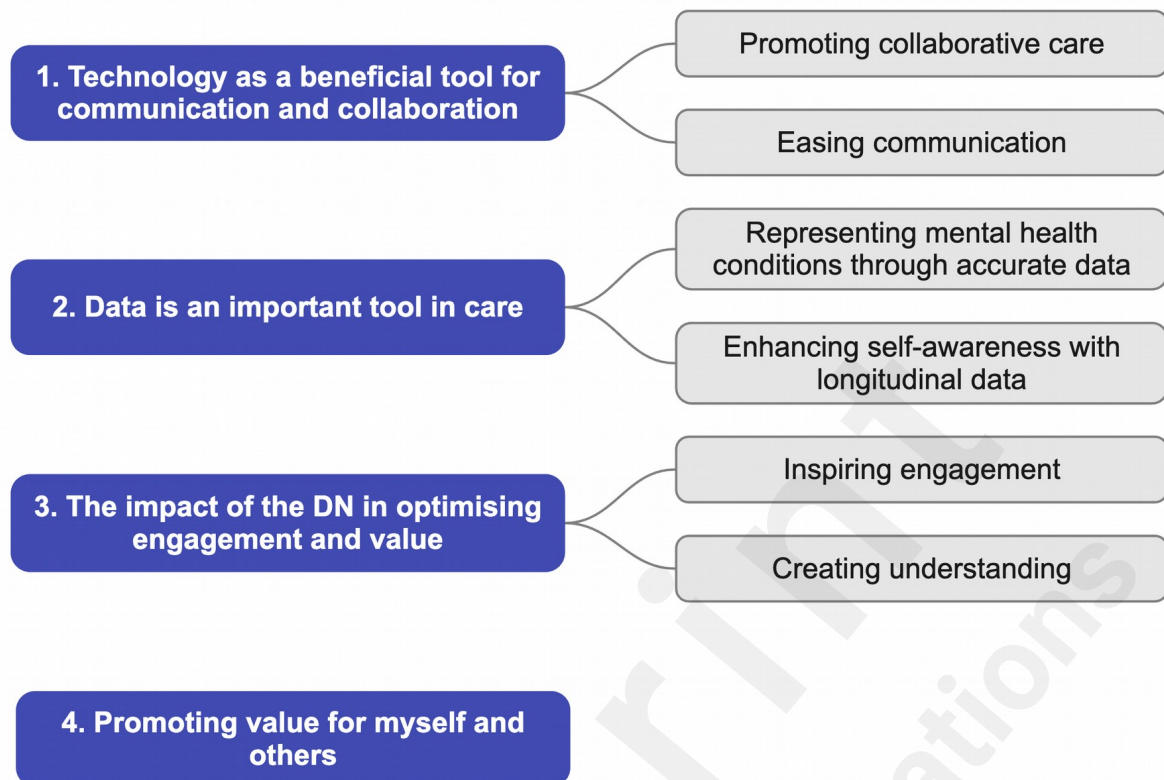 1. Technology as a beneficial tool for
communication and collaboration
Promoting collaborative care
Easing communication
2. Data is an important tool in care
Representing mental health
conditions through accurate data
Enhancing self-awareness with
longitudinal data
3. The impact of the DN in optimising
engagement and value
Inspiring engagement
Creating understanding
4. Promoting value for myself and
others